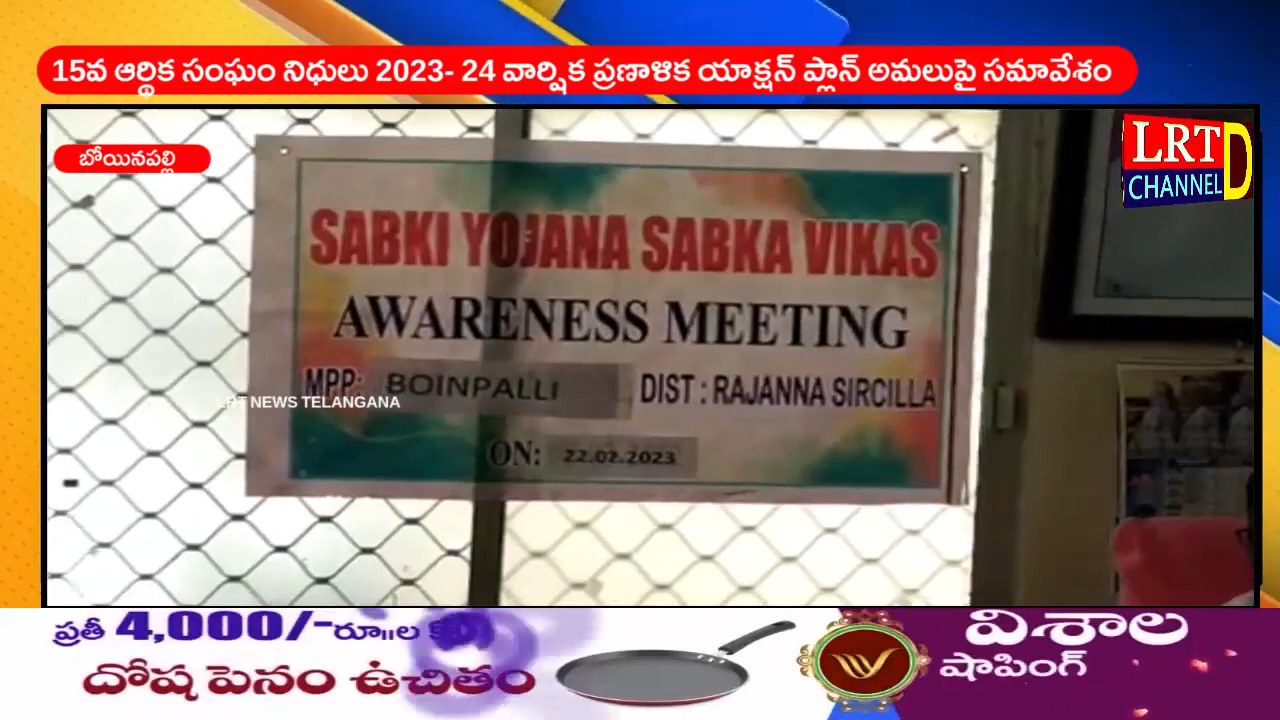 15వ ఆర్థిక సంఘం నిధులు 2023- 24 వార్షిక ప్రణాళిక యాక్షన్ ప్లాన్ అమలుపై సమావేశం
బోయినపల్లి
LRT D
CHANNEL
SABKI YOJANA SABKA VIKAS
AWARENESS MEETING
MPP: BOINPALLI DIST : RAJANNA SIRCILLA
LRT NEWS TELANGANA
ON: 22.02.2023
ప్రతీ 4,000/-రూ॥ల
దోష పెనం ఉచితం
విశాల
షాపింగ్